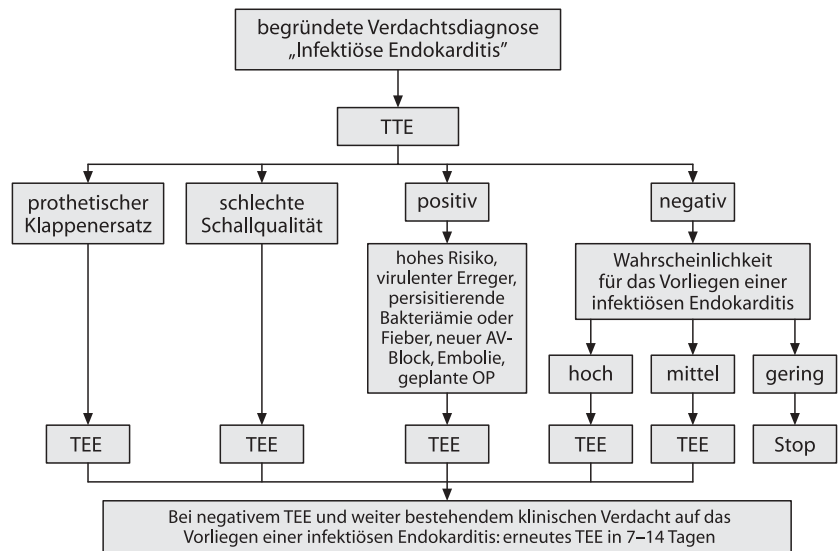 begründete Verdachtsdiagnose
„Infektiöse Endokarditis”
TTE
prothetischer
Klappenersatz
schlechte
Schallqualität
positiv
negativ
hohes Risiko,
virulenter Erreger,
persisitierende
Bakteriämie oder
Fieber, neuer AV-
Block, Embolie,
geplante OP
Wahrscheinlichkeit
für das Vorliegen einer
infektiösen Endokarditis
hoch
mittel
gering
TEE
TEE
TEE
TEE
TEE
Stop
Bei negativem TEE und weiter bestehendem klinischen Verdacht auf das
Vorliegen einer infektiösen Endokarditis: erneutes TEE in 7–14 Tagen